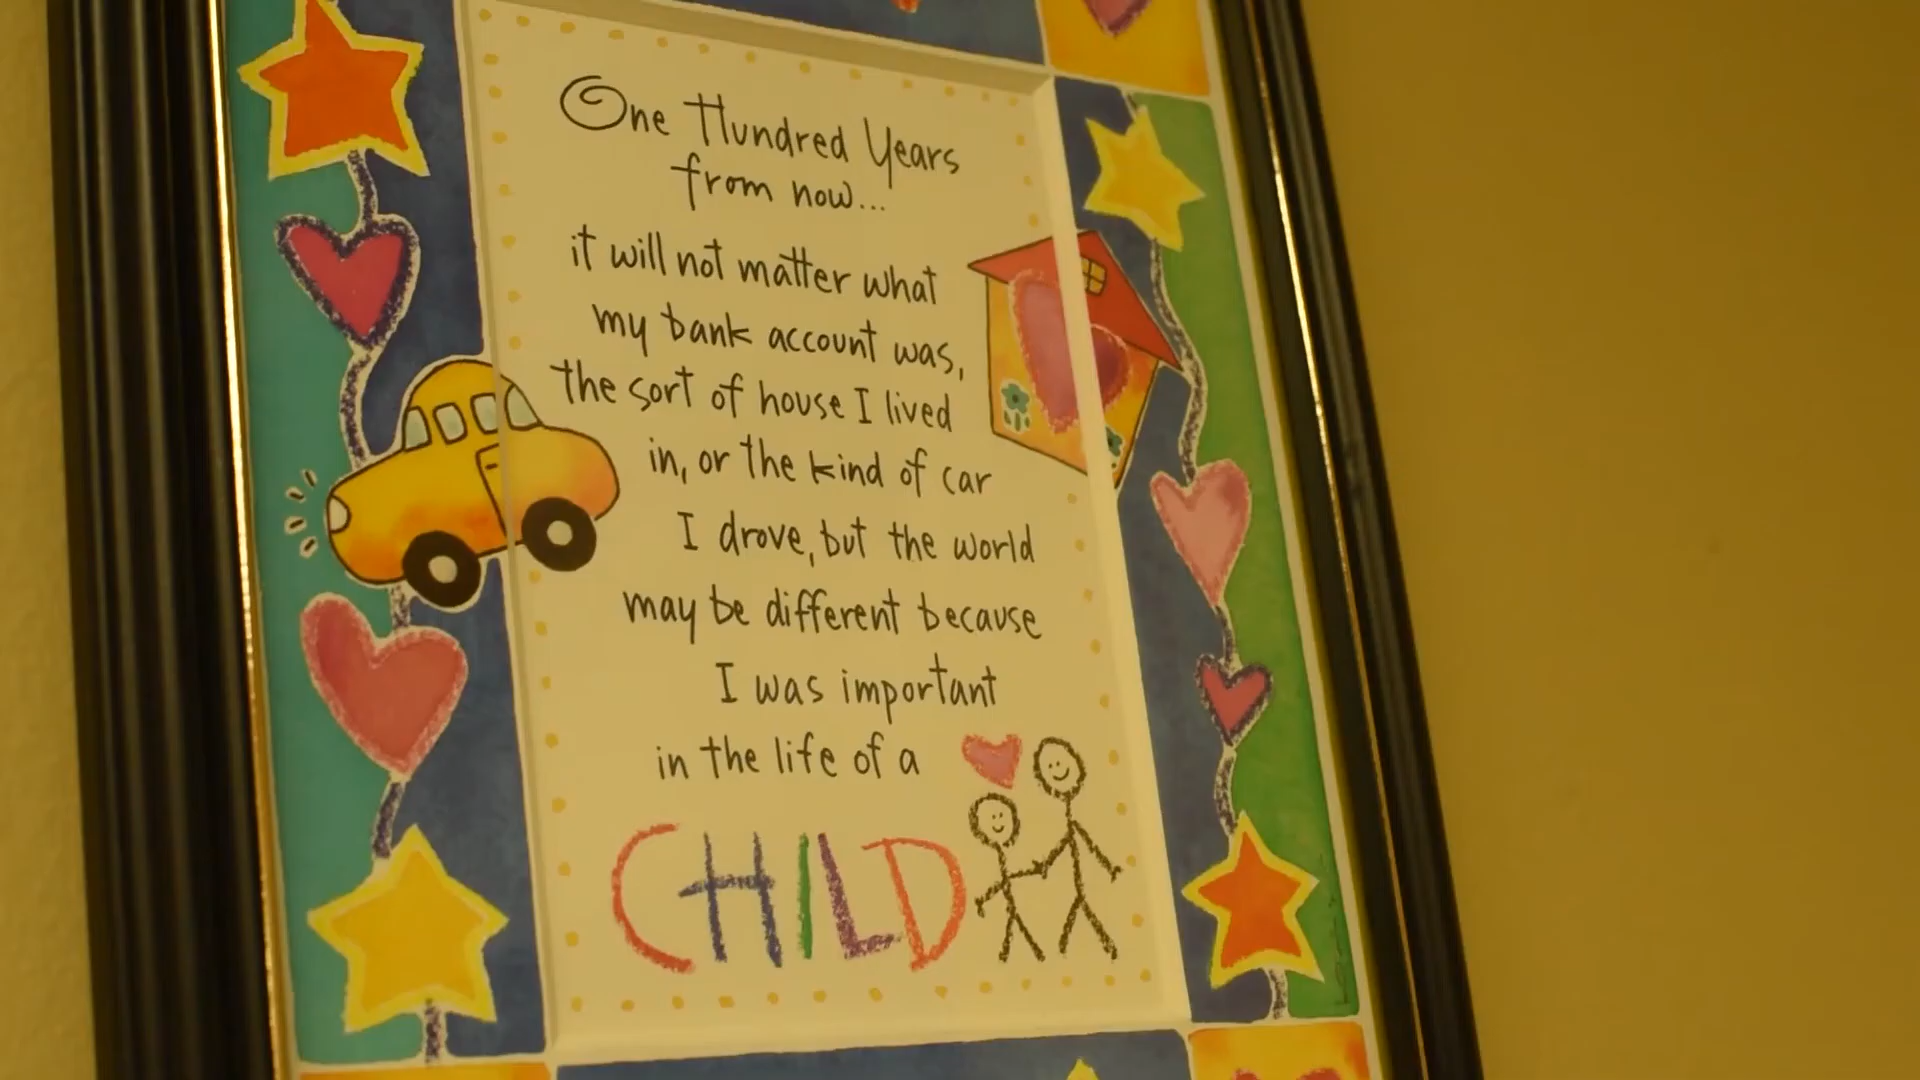 One Hundred Years
from now...
it will not matter what
my bank account was,
the sort of house I lived
in, or the kind of car
I drove, but the world
may be different because
I was important
in the life of a
CHILD